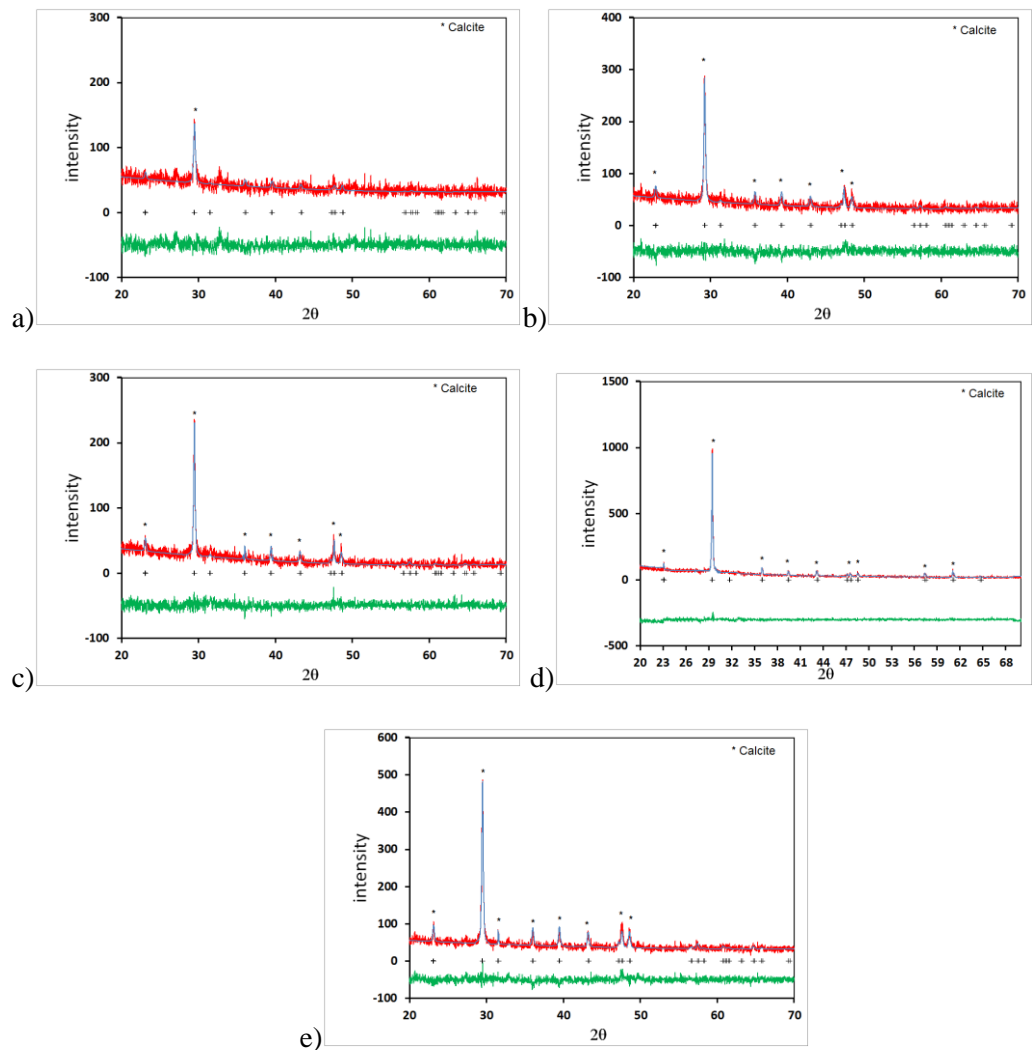 * Calcite
300
200
100
0
-100
intensity
*
20 30 40 50 60 70
2θ
a)
* Calcite
400
300
200
100
0
-100
intensity
* * * * * * * *
20 30 40 50 60 70
2θ
b)
* Calcite
300
200
100
0
-100
intensity
* * * * * * *
20 30 40 50 60 70
2θ
c)
* Calcite
1500
1000
500
0
-500
intensity
* * * * * * * * *
20 23 26 29 32 35 38 41 44 47 50 53 56 59 62 65 68
2θ
d)
* Calcite
600
500
400
300
200
100
0
-100
intensity
* * * * * * * *
20 30 40 50 60 70
2θ
e)